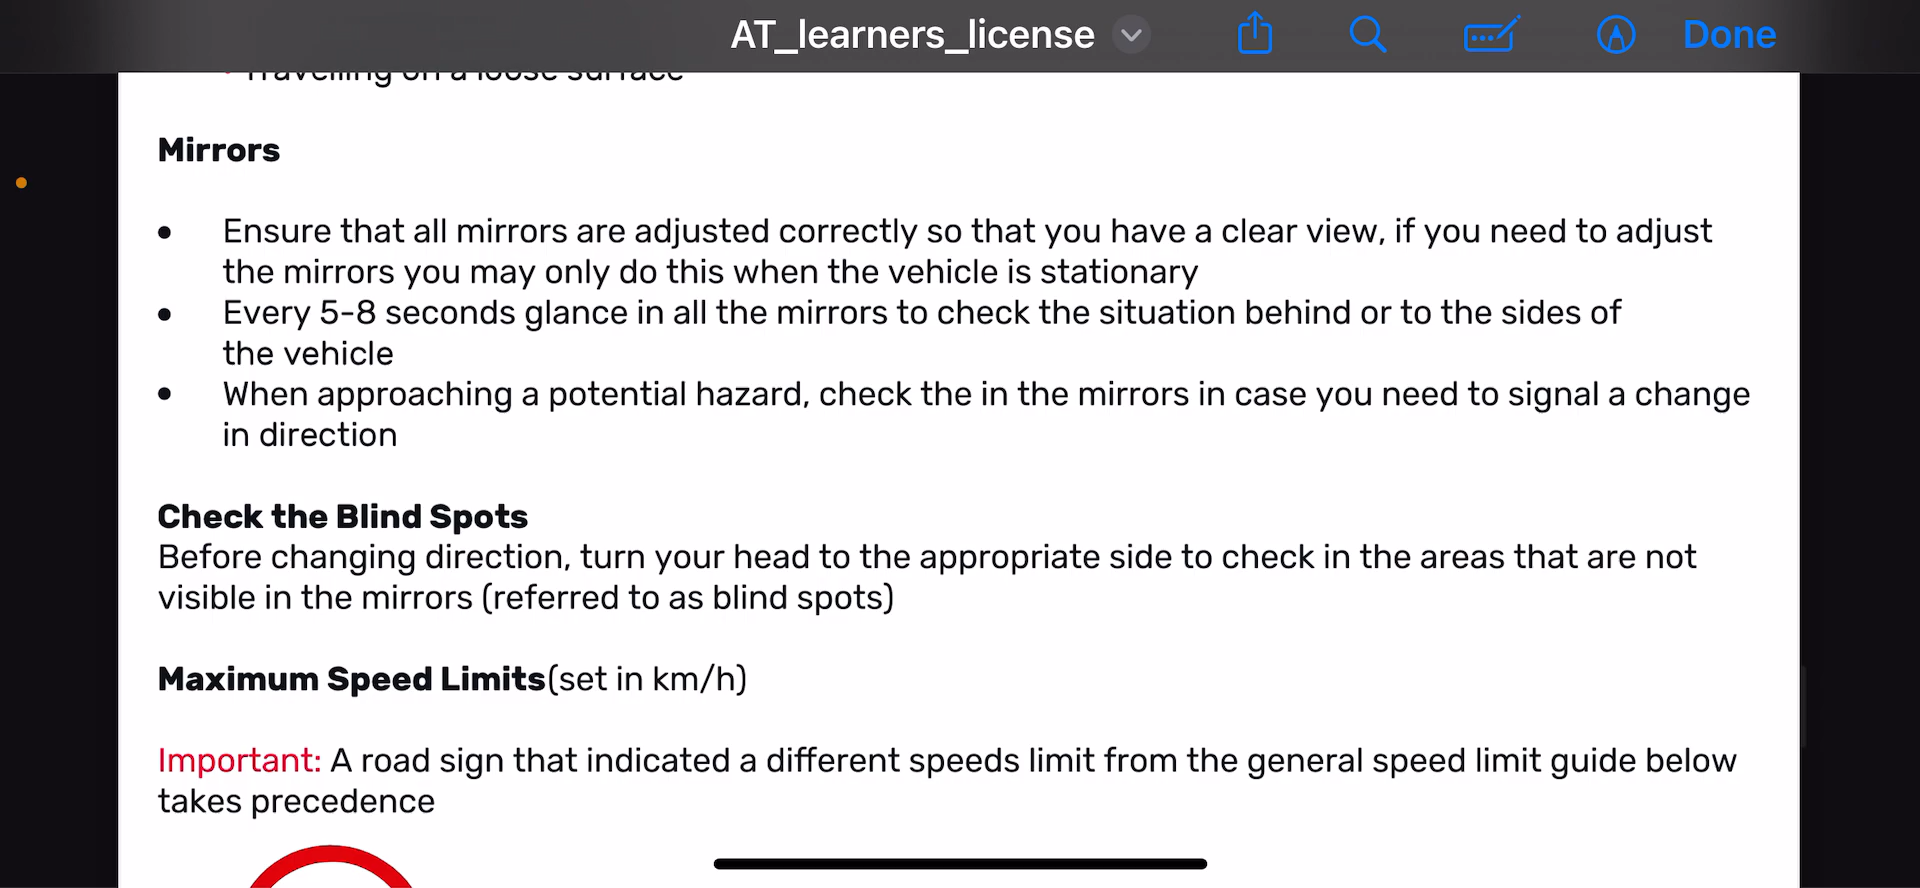 AT_learners_license
Done
Travelling on a loose surface
Mirrors
• Ensure that all mirrors are adjusted correctly so that you have a clear view, if you need to adjust
the mirrors you may only do this when the vehicle is stationary
• Every 5-8 seconds glance in all the mirrors to check the situation behind or to the sides of
the vehicle
• When approaching a potential hazard, check the in the mirrors in case you need to signal a change
in direction
Check the Blind Spots
Before changing direction, turn your head to the appropriate side to check in the areas that are not
visible in the mirrors (referred to as blind spots)
Maximum Speed Limits(set in km/h)
Important: A road sign that indicated a different speeds limit from the general speed limit guide below
takes precedence